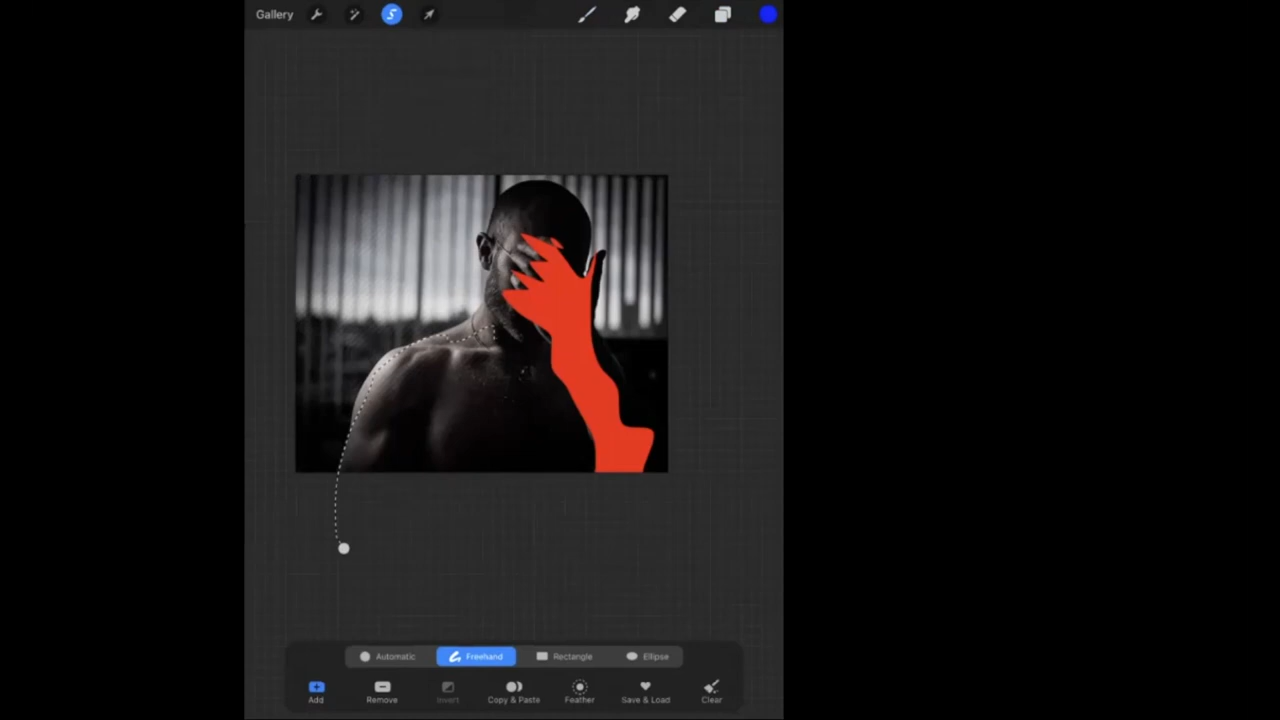 Gallery
Automatic Freehand Rectangle Ellipse
Add Remove Invert Copy & Paste Feather Save & Load Clear